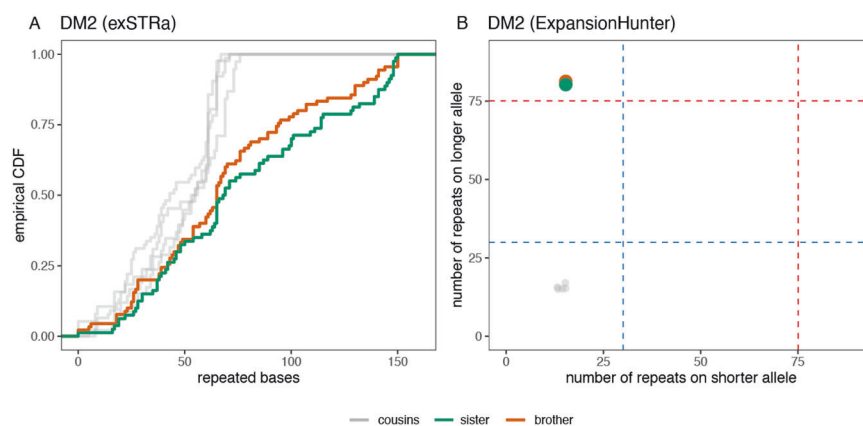 A DM2 (exSTRa)
1.00
0.75
0.50
0.25
0.00
empirical CDF
0
50
100
150
repeated bases
B DM2 (ExpansionHunter)
75
50
25
0
number of repeats on longer allele
0
25
50
75
number of repeats on shorter allele
cousins sister brother